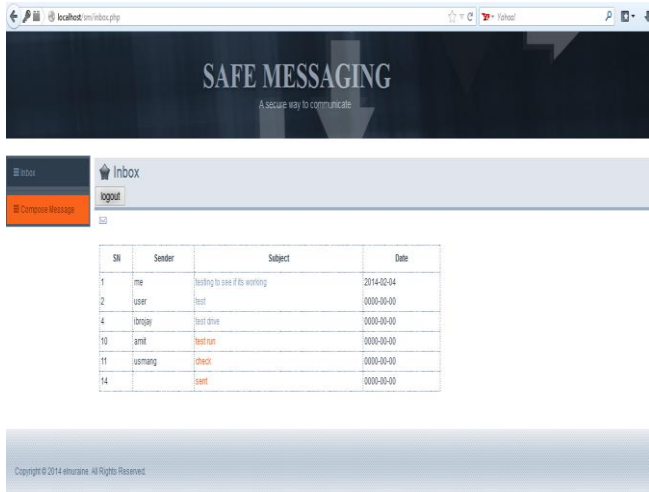 localhost/sm/inbox.php
Yahoo!
SAFE MESSAGING
A secure way to communicate
Inbox
Compose Message
Inbox
logout
SN Sender Subject Date
1 me testing to see if its working 2014-02-04
2 user test 0000-00-00
4 ibrojay test drive 0000-00-00
10 amit test run 0000-00-00
11 usmang check 0000-00-00
14 sent 0000-00-00
Copyright © 2014 elnuraine. All Rights Reserved.